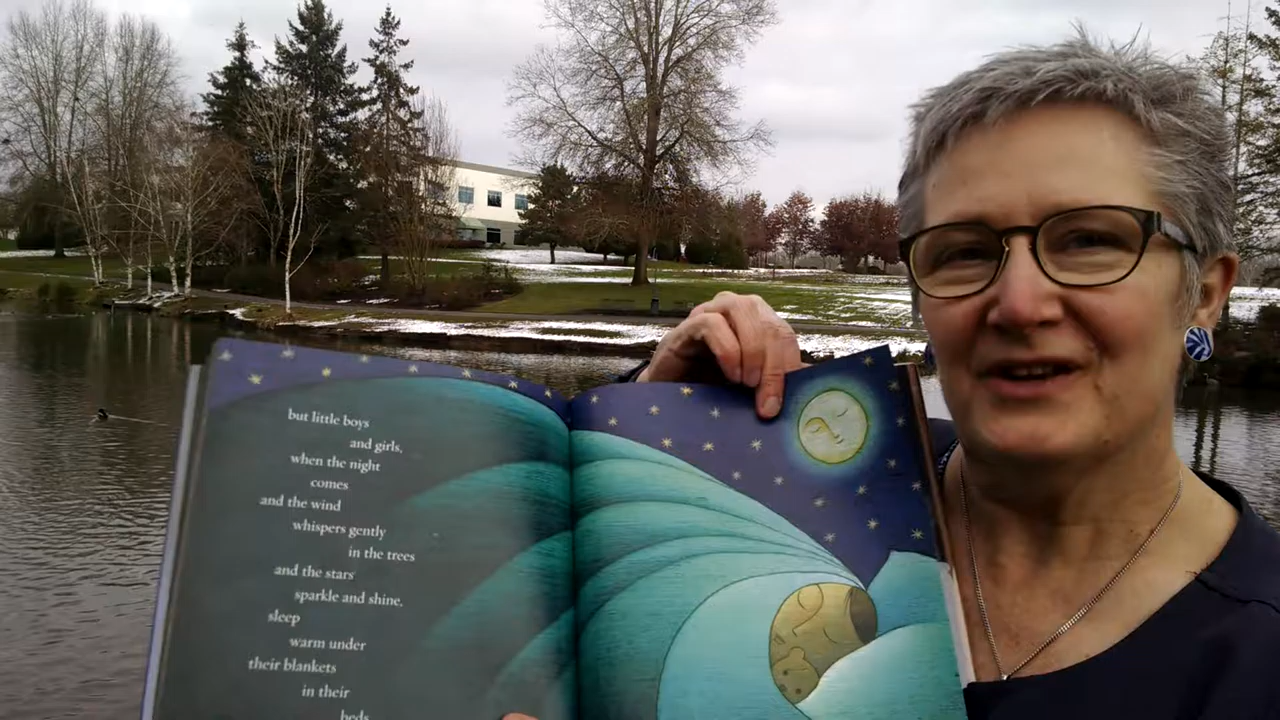 but little boys
and girls,
when the night
comes
and the wind
whispers gently
in the trees
and the stars
sparkle and shine,
sleep
warm under
their blankets
in their
beds